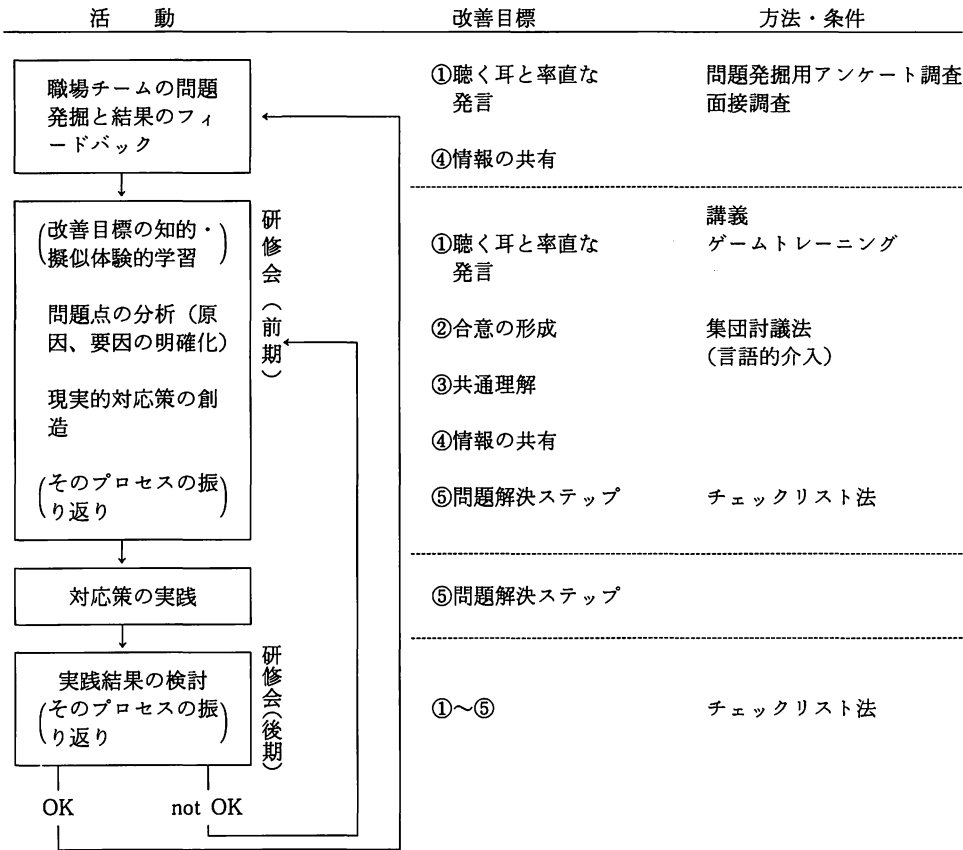 活　動　改善目標　方法・条件
職場チームの問題
発掘と結果のフィ
ードバック
①聴く耳と率直な
発言
④情報の共有
問題発掘用アンケート調査
面接調査
(改善目標の知的・
擬似体験的学習)
問題点の分析（原
因、要因の明確化）
現実的対応策の創
造
(そのプロセスの振
り返り)
研修会（前期）
①聴く耳と率直な
発言
②合意の形成
③共通理解
④情報の共有
⑤問題解決ステップ
講義
ゲームトレーニング
集団討議法
(言語的介入)
チェックリスト法
対応策の実践
⑤問題解決ステップ
実践結果の検討
(そのプロセスの振
り返り)
研修会（後期）
①〜⑤
チェックリスト法
OK
not OK